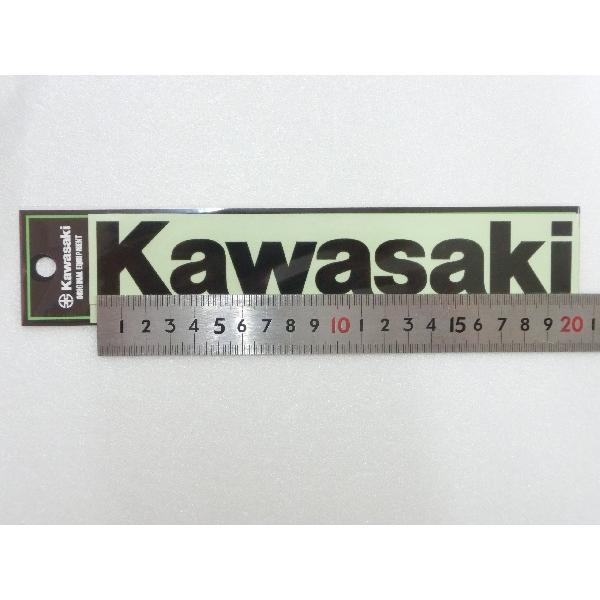 Kawasaki
ORIGINAL EQUIPMENT
Kawasaki
1 2 3 4 5 6 7 8 9 10 1 2 3 4 15 6 7 8 9 20 1